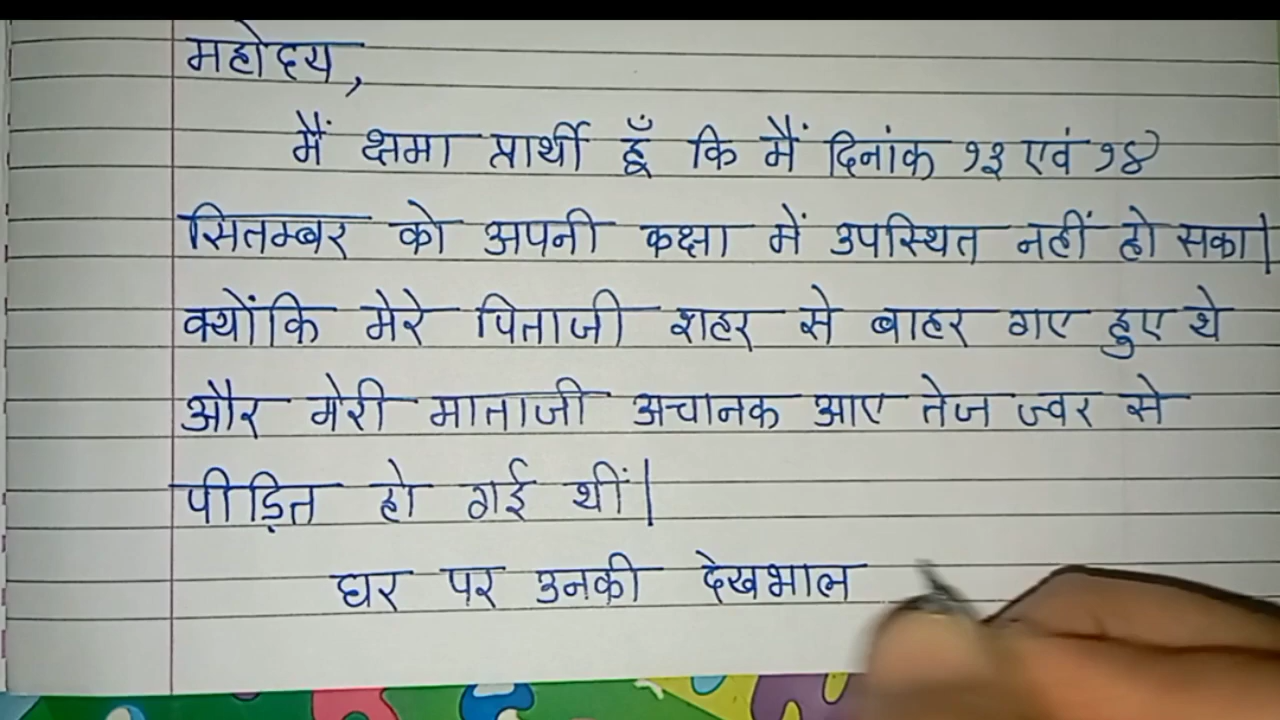 महोदय,
मैं क्षमा प्रार्थी हूँ कि मैं दिनांक १३ एवं १४
सितम्बर को अपनी कक्षा में उपस्थित नहीं हो सका|
क्योंकि मेरे पिताजी शहर से बाहर गए हुए थे
और मेरी माताजी अचानक आए तेज ज्वर से
पीड़ित हो गई थीं|
घर पर उनकी देखभाल